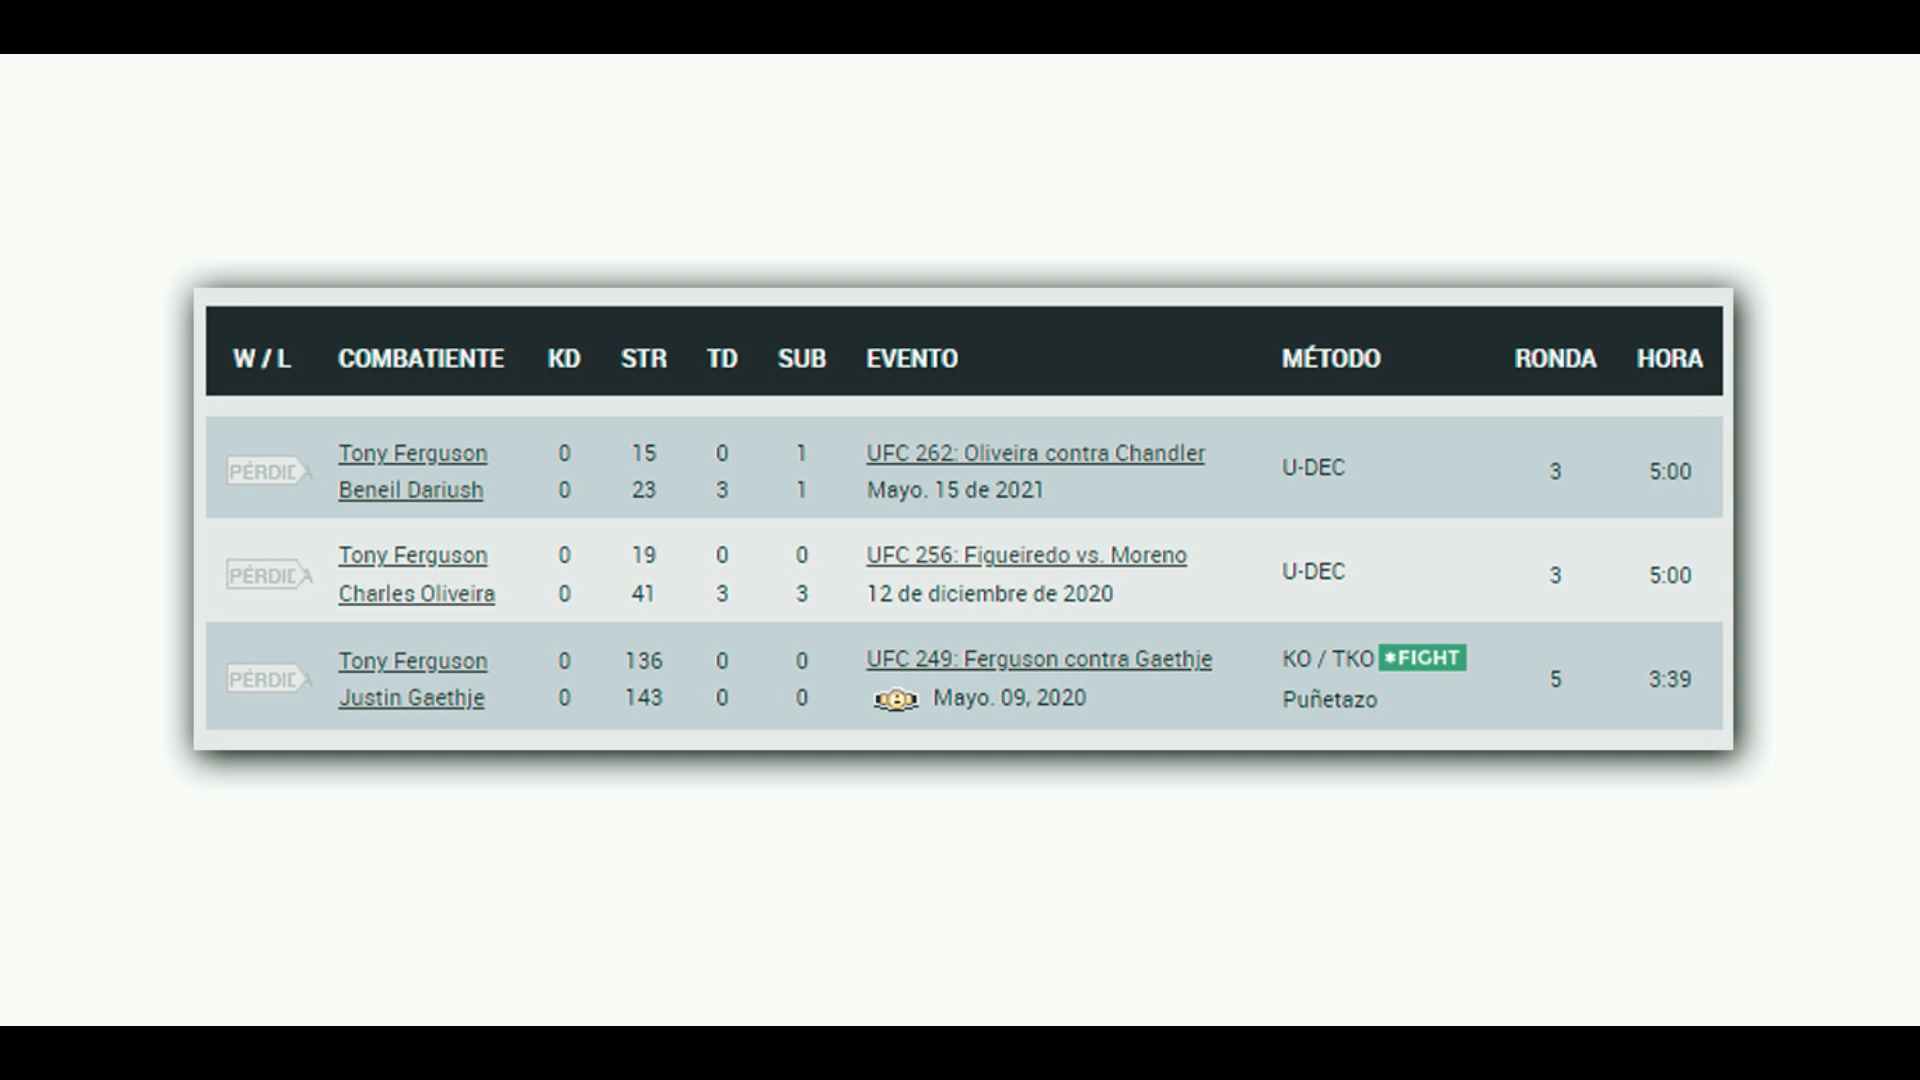 W / L COMBATIENTE KD STR TD SUB EVENTO MÉTODO RONDA HORA
PÉRDIDA Tony Ferguson 0 15 0 1 UFC 262: Oliveira contra Chandler U-DEC 3 5:00
Beneil Dariush 0 23 3 1 Mayo. 15 de 2021
PÉRDIDA Tony Ferguson 0 19 0 0 UFC 256: Figueiredo vs. Moreno U-DEC 3 5:00
Charles Oliveira 0 41 3 3 12 de diciembre de 2020
PÉRDIDA Tony Ferguson 0 136 0 0 UFC 249: Ferguson contra Gaethje KO / TKO *FIGHT 5 3:39
Justin Gaethje 0 143 0 0 Mayo. 09, 2020 Puñetazo